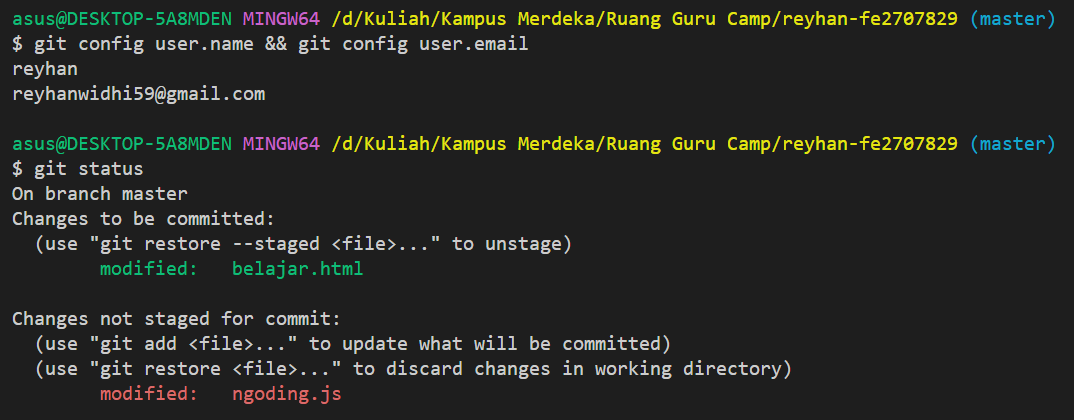 asus@DESKTOP-5A8MDEN MINGW64 /d/Kuliah/Kampus Merdeka/Ruang Guru Camp/reyhan-fe2707829 (master)
$ git config user.name && git config user.email
reyhan
reyhanwidhi59@gmail.com
asus@DESKTOP-5A8MDEN MINGW64 /d/Kuliah/Kampus Merdeka/Ruang Guru Camp/reyhan-fe2707829 (master)
$ git status
On branch master
Changes to be committed:
  (use "git restore --staged <file>..." to unstage)
        modified:   belajar.html
Changes not staged for commit:
  (use "git add <file>..." to update what will be committed)
  (use "git restore <file>..." to discard changes in working directory)
        modified:   ngoding.js